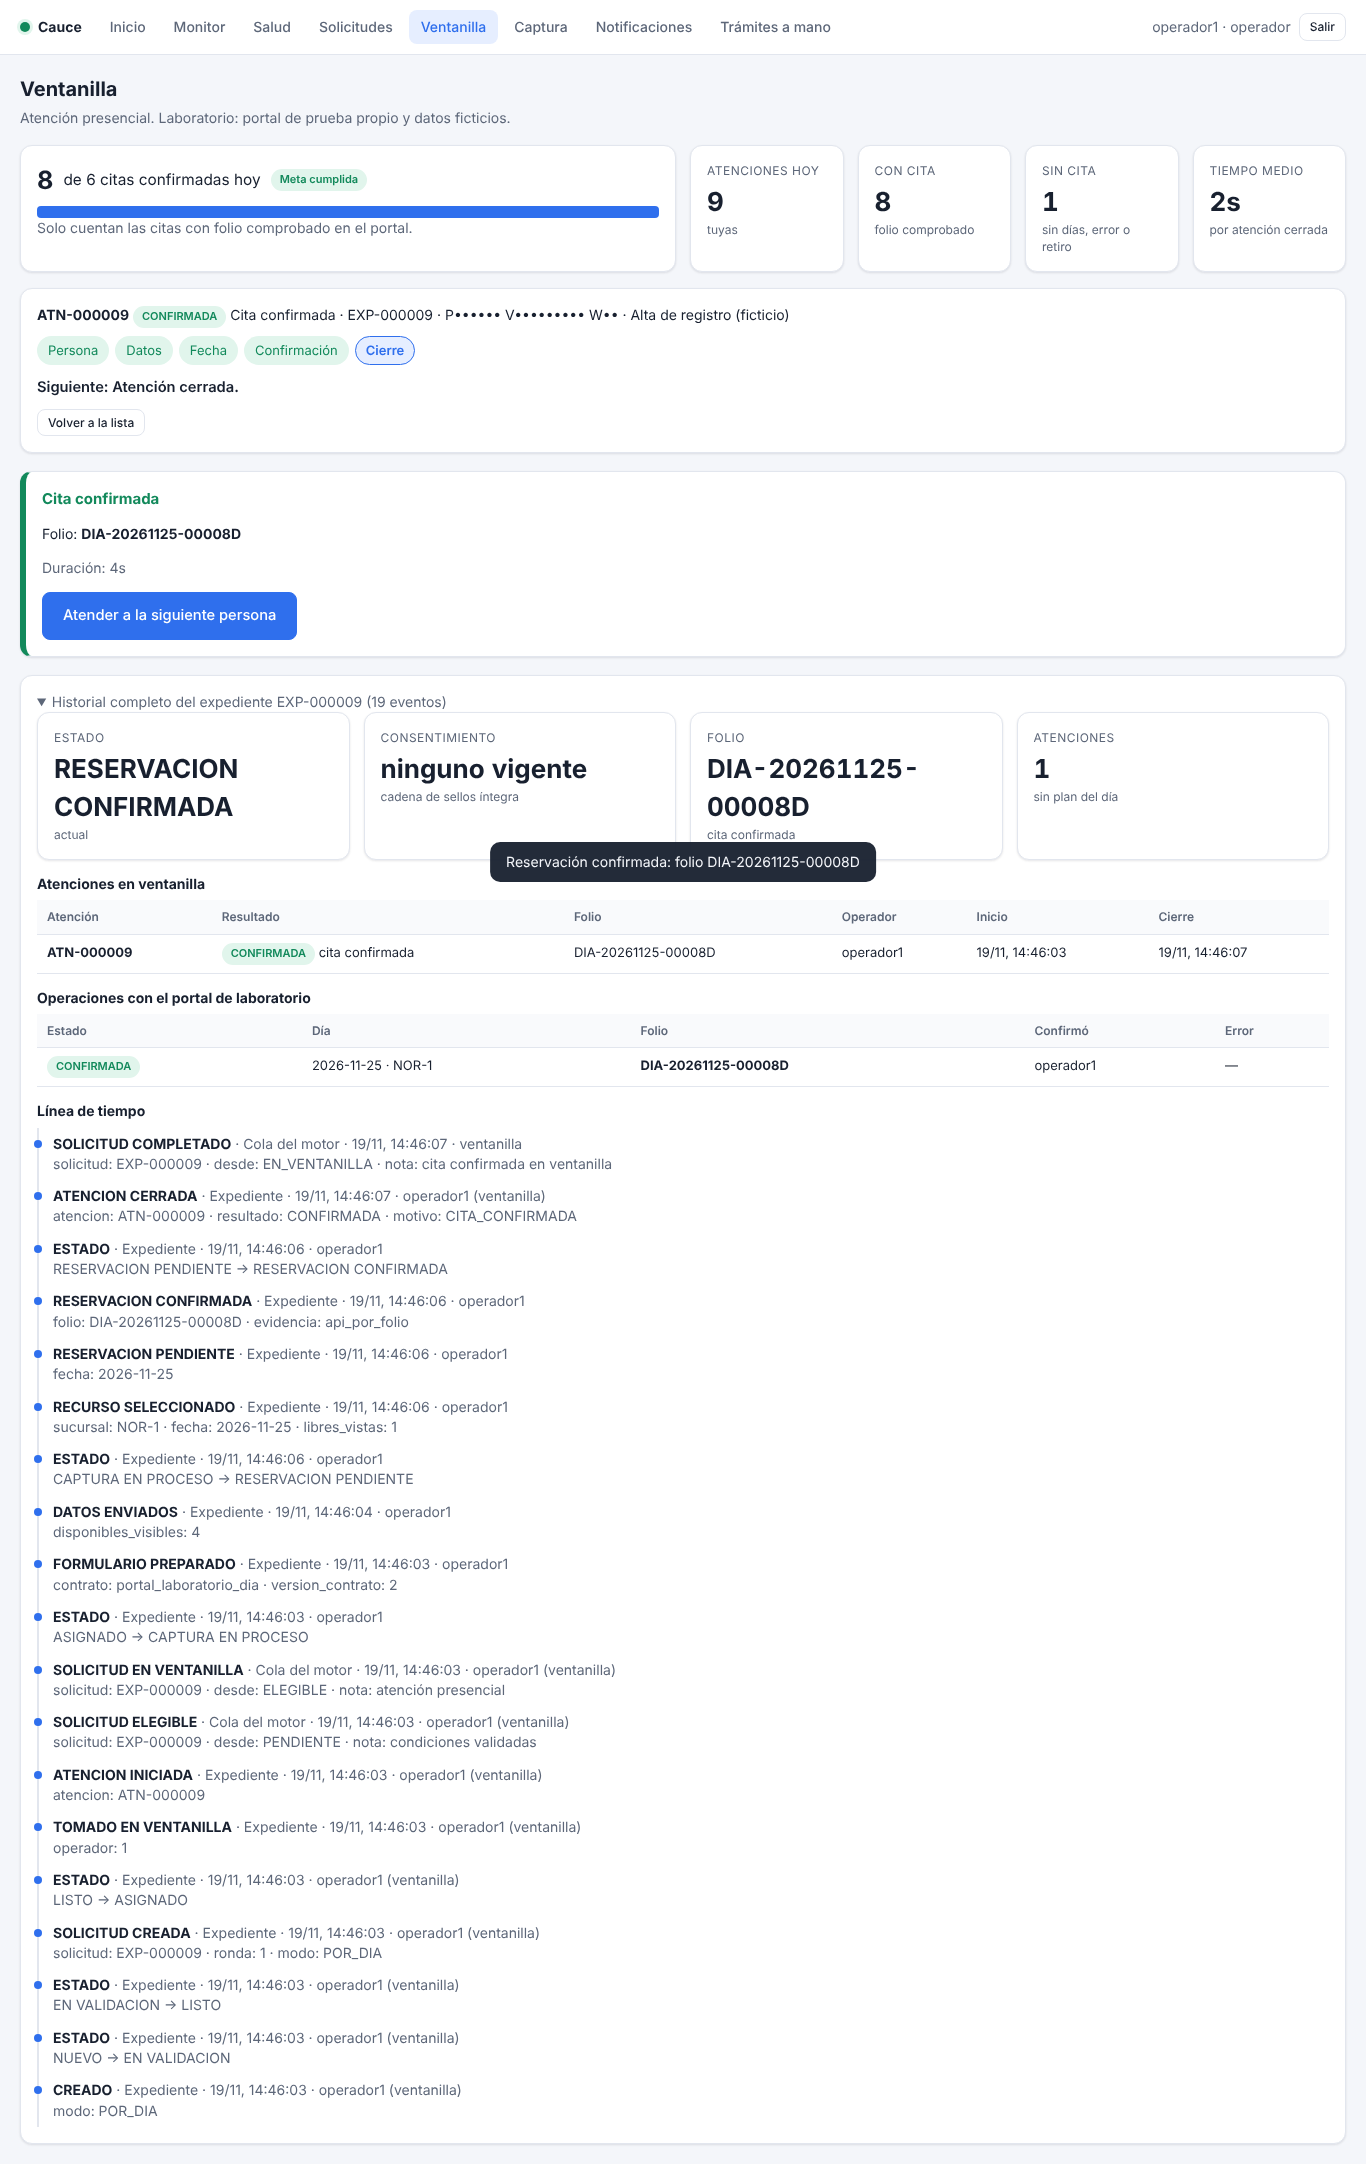 Cauce Inicio Monitor Salud Solicitudes Ventanilla Captura Notificaciones Trámites a mano operador1 · operador Salir
Ventanilla
Atención presencial. Laboratorio: portal de prueba propio y datos ficticios.
8 de 6 citas confirmadas hoy Meta cumplida
Solo cuentan las citas con folio comprobado en el portal.
ATENCIONES HOY
9
tuyas
CON CITA
8
folio comprobado
SIN CITA
1
sin días, error o
retiro
TIEMPO MEDIO
2s
por atención cerrada
ATN-000009 CONFIRMADA Cita confirmada · EXP-000009 · P•••••• V••••••••• W•• · Alta de registro (ficticio)
Persona Datos Fecha Confirmación Cierre
Siguiente: Atención cerrada.
Volver a la lista
Cita confirmada
Folio: DIA-20261125-00008D
Duración: 4s
Atender a la siguiente persona
▼ Historial completo del expediente EXP-000009 (19 eventos)
ESTADO
RESERVACION
CONFIRMADA
actual
CONSENTIMIENTO
ninguno vigente
cadena de sellos íntegra
FOLIO
DIA-20261125-
00008D
cita confirmada
ATENCIONES
1
sin plan del día
Reservación confirmada: folio DIA-20261125-00008D
Atenciones en ventanilla
Atención Resultado Folio Operador Inicio Cierre
ATN-000009 CONFIRMADA cita confirmada DIA-20261125-00008D operador1 19/11, 14:46:03 19/11, 14:46:07
Operaciones con el portal de laboratorio
Estado Día Folio Confirmó Error
CONFIRMADA 2026-11-25 · NOR-1 DIA-20261125-00008D operador1 —
Línea de tiempo
SOLICITUD COMPLETADO · Cola del motor · 19/11, 14:46:07 · ventanilla
solicitud: EXP-000009 · desde: EN_VENTANILLA · nota: cita confirmada en ventanilla
ATENCION CERRADA · Expediente · 19/11, 14:46:07 · operador1 (ventanilla)
atencion: ATN-000009 · resultado: CONFIRMADA · motivo: CITA_CONFIRMADA
ESTADO · Expediente · 19/11, 14:46:06 · operador1
RESERVACION PENDIENTE → RESERVACION CONFIRMADA
RESERVACION CONFIRMADA · Expediente · 19/11, 14:46:06 · operador1
folio: DIA-20261125-00008D · evidencia: api_por_folio
RESERVACION PENDIENTE · Expediente · 19/11, 14:46:06 · operador1
fecha: 2026-11-25
RECURSO SELECCIONADO · Expediente · 19/11, 14:46:06 · operador1
sucursal: NOR-1 · fecha: 2026-11-25 · libres_vistas: 1
ESTADO · Expediente · 19/11, 14:46:06 · operador1
CAPTURA EN PROCESO → RESERVACION PENDIENTE
DATOS ENVIADOS · Expediente · 19/11, 14:46:04 · operador1
disponibles_visibles: 4
FORMULARIO PREPARADO · Expediente · 19/11, 14:46:03 · operador1
contrato: portal_laboratorio_dia · version_contrato: 2
ESTADO · Expediente · 19/11, 14:46:03 · operador1
ASIGNADO → CAPTURA EN PROCESO
SOLICITUD EN VENTANILLA · Cola del motor · 19/11, 14:46:03 · operador1 (ventanilla)
solicitud: EXP-000009 · desde: ELEGIBLE · nota: atención presencial
SOLICITUD ELEGIBLE · Cola del motor · 19/11, 14:46:03 · operador1 (ventanilla)
solicitud: EXP-000009 · desde: PENDIENTE · nota: condiciones validadas
ATENCION INICIADA · Expediente · 19/11, 14:46:03 · operador1 (ventanilla)
atencion: ATN-000009
TOMADO EN VENTANILLA · Expediente · 19/11, 14:46:03 · operador1 (ventanilla)
operador: 1
ESTADO · Expediente · 19/11, 14:46:03 · operador1 (ventanilla)
LISTO → ASIGNADO
SOLICITUD CREADA · Expediente · 19/11, 14:46:03 · operador1 (ventanilla)
solicitud: EXP-000009 · ronda: 1 · modo: POR_DIA
ESTADO · Expediente · 19/11, 14:46:03 · operador1 (ventanilla)
EN VALIDACION → LISTO
ESTADO · Expediente · 19/11, 14:46:03 · operador1 (ventanilla)
NUEVO → EN VALIDACION
CREADO · Expediente · 19/11, 14:46:03 · operador1 (ventanilla)
modo: POR_DIA